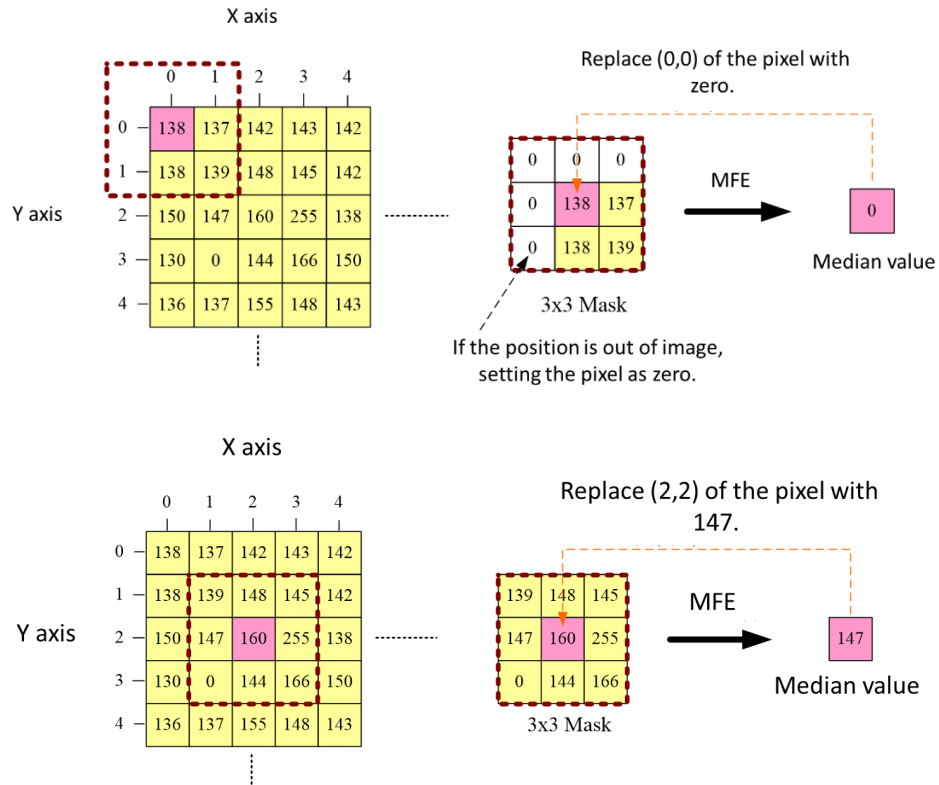 X axis
0 1 2 3 4
0 138 137 142 143 142
1 138 139 148 145 142
Y axis
2 150 147 160 255 138
3 130 0 144 166 150
4 136 137 155 148 143
Replace (0,0) of the pixel with
zero.
0 0 0
0 138 137
0 138 139
3x3 Mask
MFE
0
Median value
If the position is out of image,
setting the pixel as zero.
X axis
0 1 2 3 4
0 138 137 142 143 142
1 138 139 148 145 142
Y axis
2 150 147 160 255 138
3 130 0 144 166 150
4 136 137 155 148 143
Replace (2,2) of the pixel with
147.
139 148 145
147 160 255
0 144 166
3x3 Mask
MFE
147
Median value